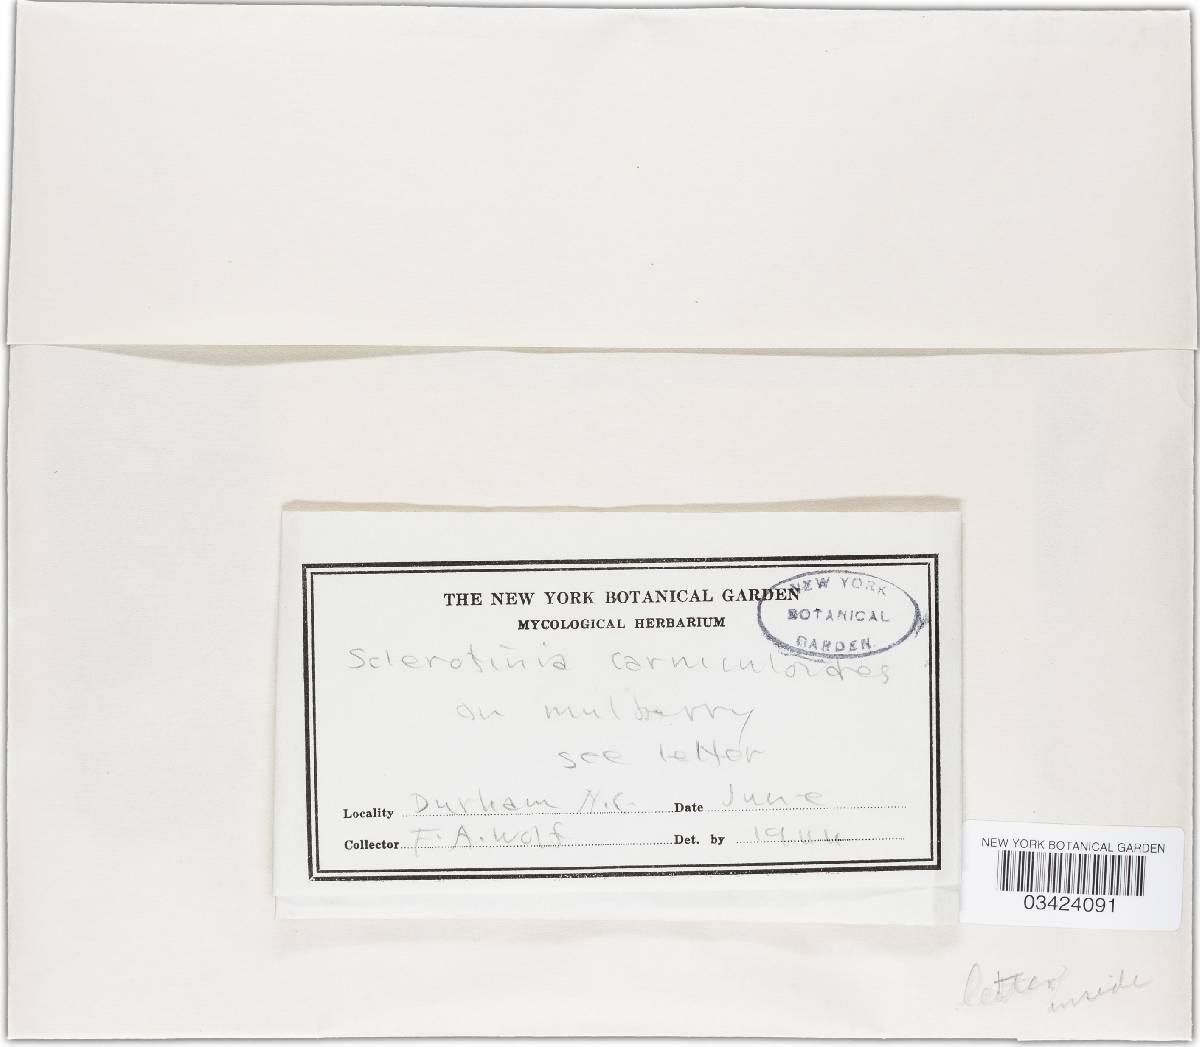 THE NEW YORK BOTANICAL GARDEN
MYCOLOGICAL HERBARIUM
NEW YORK
BOTANICAL
GARDEN
Sclerotinia carunculoides
on mulberry
see letter
Locality Durham N.C. Date June
Collector F. A. Wolf Det. by 1944
NEW YORK BOTANICAL GARDEN
03424091
letter
inside